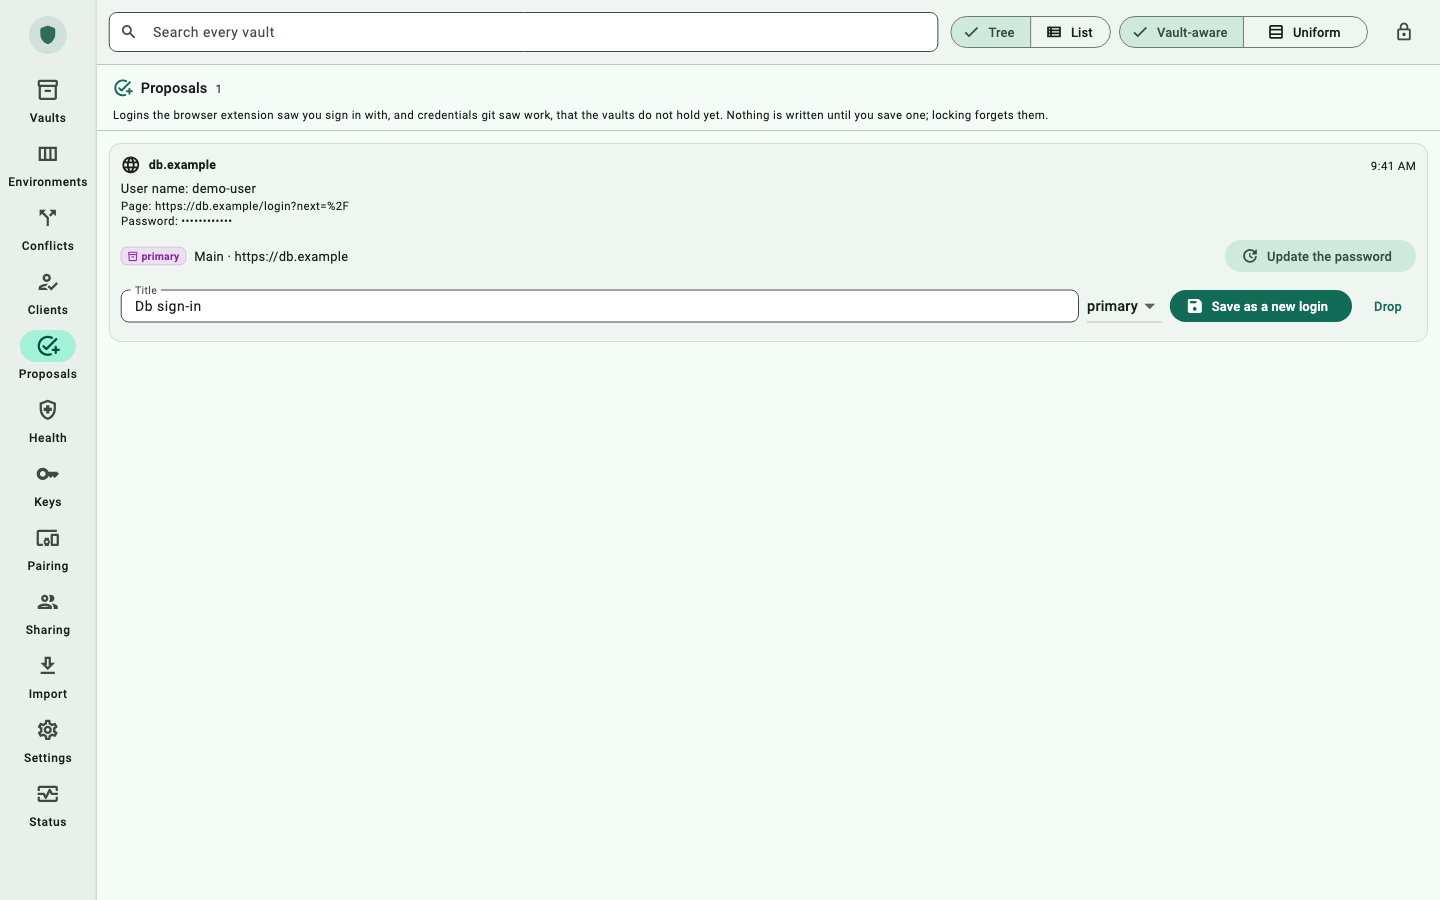 Search every vault
Tree
List
Vault-aware
Uniform
Vaults
Environments
Conflicts
Clients
Proposals
Health
Keys
Pairing
Sharing
Import
Settings
Status
Proposals 1
Logins the browser extension saw you sign in with, and credentials git saw work, that the vaults do not hold yet. Nothing is written until you save one; locking forgets them.
db.example
9:41 AM
User name: demo-user
Page: https://db.example/login?next=%2F
Password: ••••••••••••
primary Main · https://db.example
Update the password
Title
Db sign-in
primary
Save as a new login
Drop